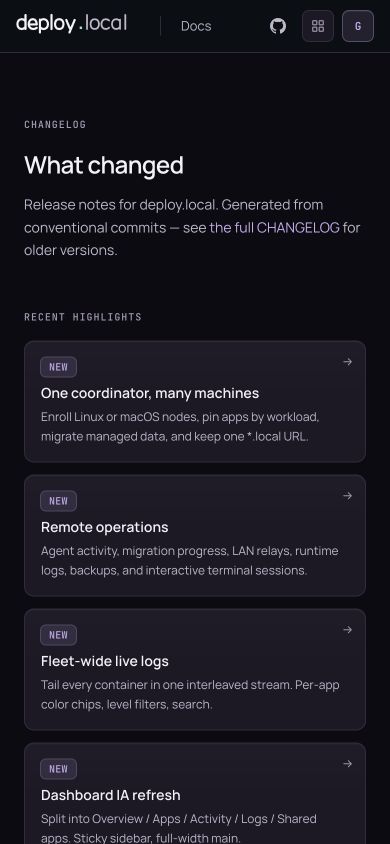 deploy.local
Docs
G
CHANGELOG
What changed
Release notes for deploy.local. Generated from
conventional commits — see the full CHANGELOG for
older versions.
RECENT HIGHLIGHTS
NEW
→
One coordinator, many machines
Enroll Linux or macOS nodes, pin apps by workload,
migrate managed data, and keep one *.local URL.
NEW
→
Remote operations
Agent activity, migration progress, LAN relays, runtime
logs, backups, and interactive terminal sessions.
NEW
→
Fleet-wide live logs
Tail every container in one interleaved stream. Per-app
color chips, level filters, search.
NEW
→
Dashboard IA refresh
Split into Overview / Apps / Activity / Logs / Shared
apps. Sticky sidebar, full-width main.